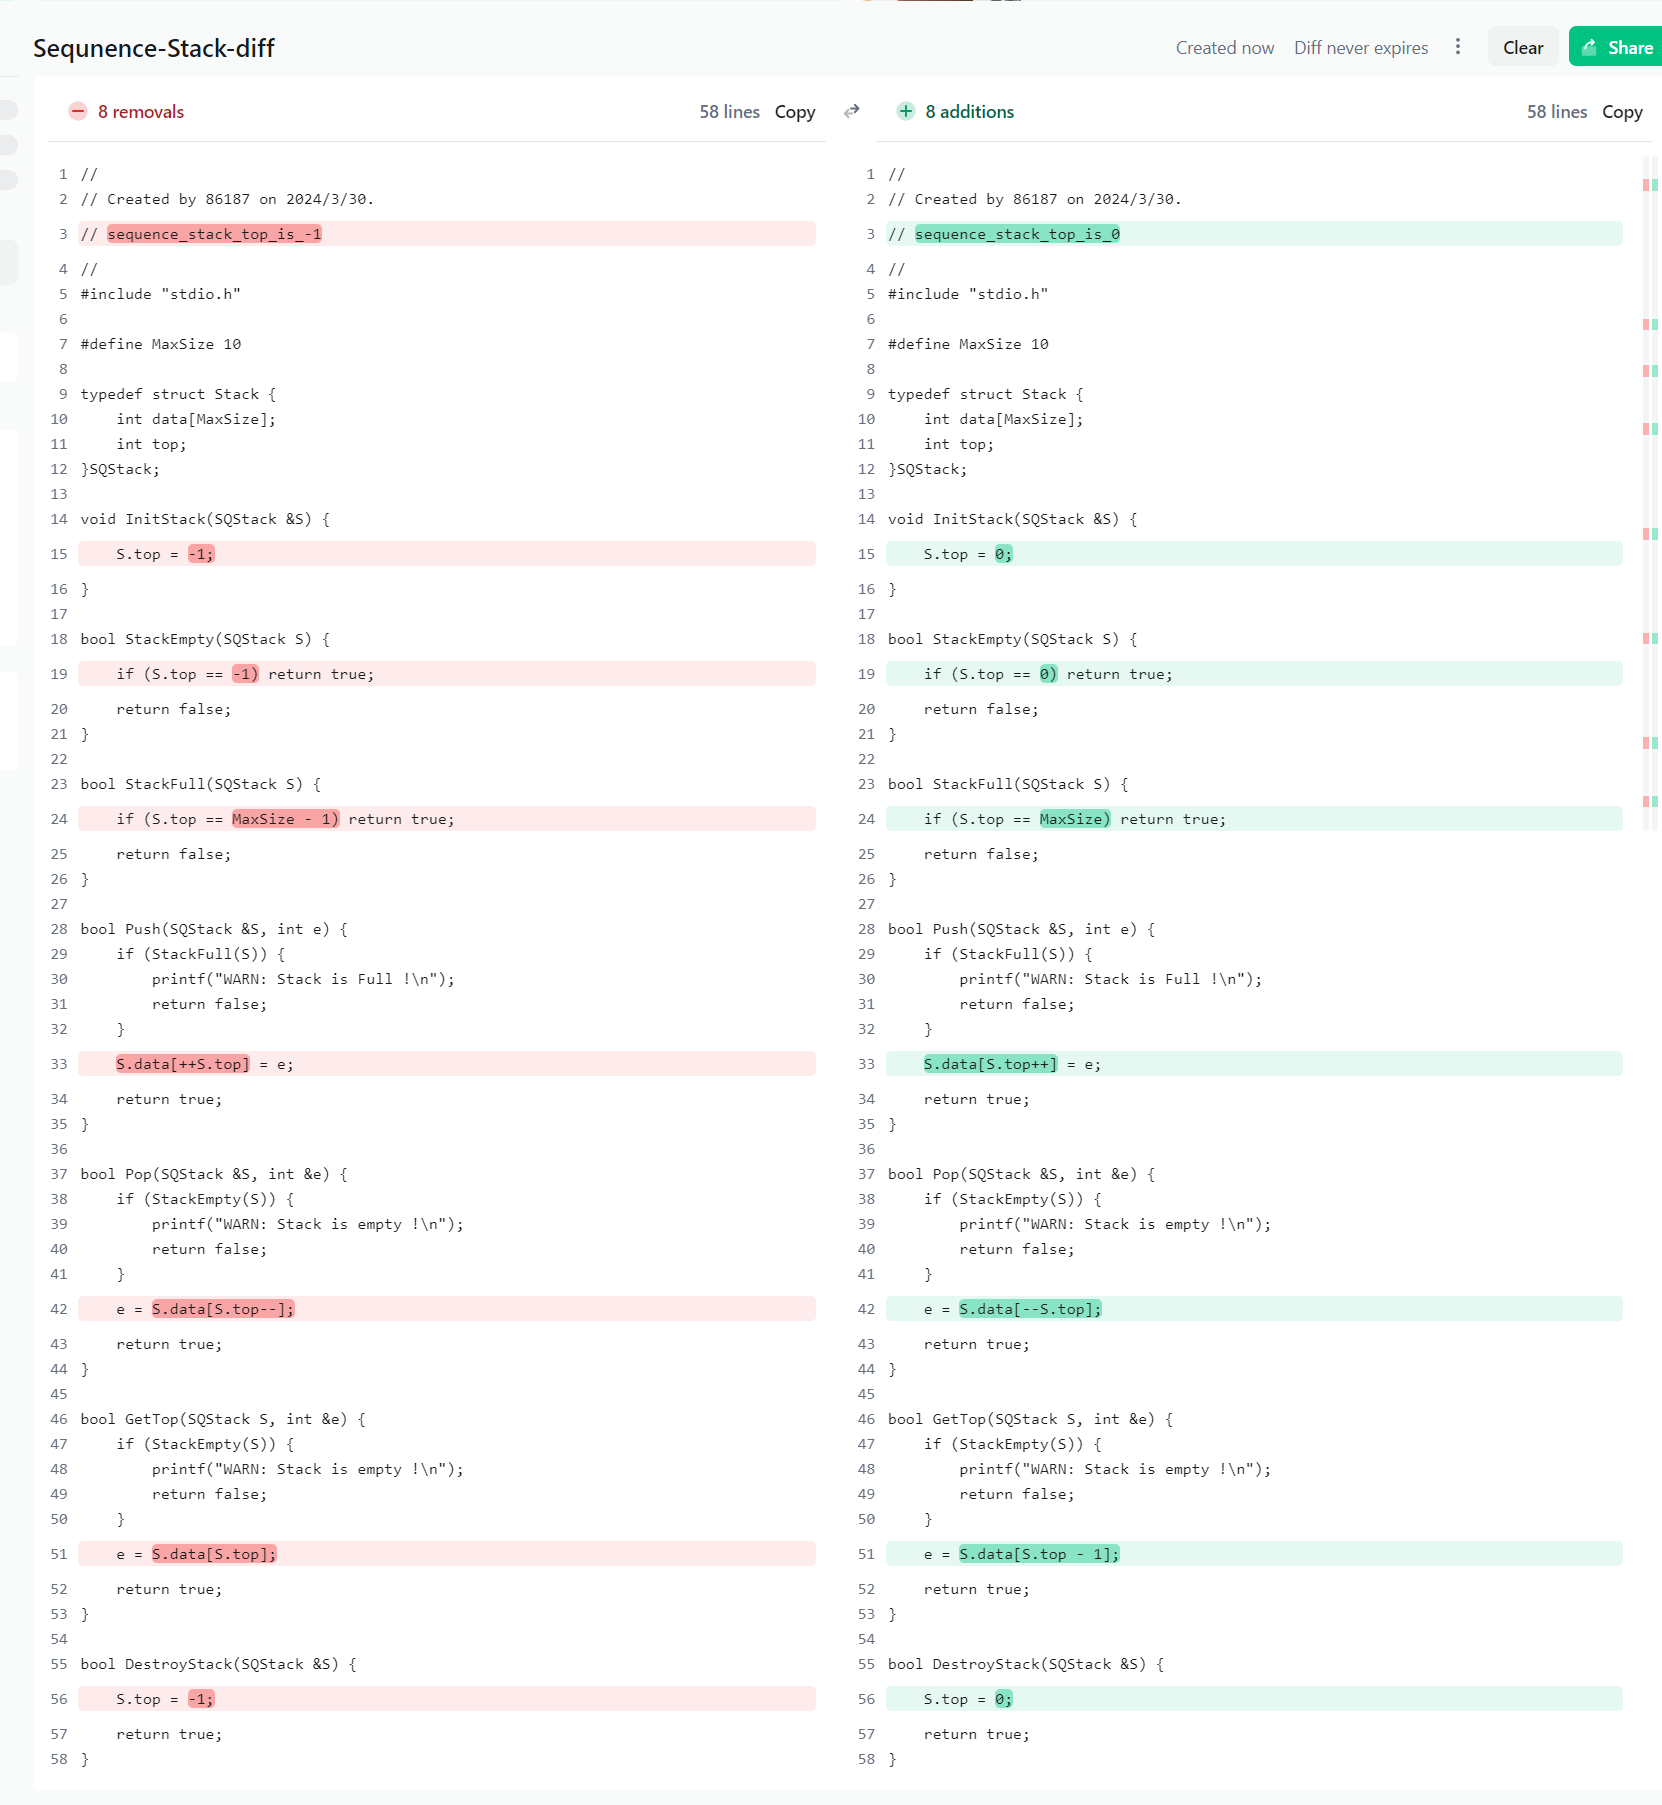 Sequnence-Stack-diff
Created now Diff never expires Clear Share
8 removals 58 lines Copy
1 //
2 // Created by 86187 on 2024/3/30.
3 // sequence_stack_top_is_-1
4 //
5 #include "stdio.h"
6
7 #define MaxSize 10
8
9 typedef struct Stack {
10     int data[MaxSize];
11     int top;
12 }SQStack;
13
14 void InitStack(SQStack &S) {
15     S.top = -1;
16 }
17
18 bool StackEmpty(SQStack S) {
19     if (S.top == -1) return true;
20     return false;
21 }
22
23 bool StackFull(SQStack S) {
24     if (S.top == MaxSize - 1) return true;
25     return false;
26 }
27
28 bool Push(SQStack &S, int e) {
29     if (StackFull(S)) {
30         printf("WARN: Stack is Full !\n");
31         return false;
32     }
33     S.data[++S.top] = e;
34     return true;
35 }
36
37 bool Pop(SQStack &S, int &e) {
38     if (StackEmpty(S)) {
39         printf("WARN: Stack is empty !\n");
40         return false;
41     }
42     e = S.data[S.top--];
43     return true;
44 }
45
46 bool GetTop(SQStack S, int &e) {
47     if (StackEmpty(S)) {
48         printf("WARN: Stack is empty !\n");
49         return false;
50     }
51     e = S.data[S.top];
52     return true;
53 }
54
55 bool DestroyStack(SQStack &S) {
56     S.top = -1;
57     return true;
58 }
8 additions 58 lines Copy
1 //
2 // Created by 86187 on 2024/3/30.
3 // sequence_stack_top_is_0
4 //
5 #include "stdio.h"
6
7 #define MaxSize 10
8
9 typedef struct Stack {
10     int data[MaxSize];
11     int top;
12 }SQStack;
13
14 void InitStack(SQStack &S) {
15     S.top = 0;
16 }
17
18 bool StackEmpty(SQStack S) {
19     if (S.top == 0) return true;
20     return false;
21 }
22
23 bool StackFull(SQStack S) {
24     if (S.top == MaxSize) return true;
25     return false;
26 }
27
28 bool Push(SQStack &S, int e) {
29     if (StackFull(S)) {
30         printf("WARN: Stack is Full !\n");
31         return false;
32     }
33     S.data[S.top++] = e;
34     return true;
35 }
36
37 bool Pop(SQStack &S, int &e) {
38     if (StackEmpty(S)) {
39         printf("WARN: Stack is empty !\n");
40         return false;
41     }
42     e = S.data[--S.top];
43     return true;
44 }
45
46 bool GetTop(SQStack S, int &e) {
47     if (StackEmpty(S)) {
48         printf("WARN: Stack is empty !\n");
49         return false;
50     }
51     e = S.data[S.top - 1];
52     return true;
53 }
54
55 bool DestroyStack(SQStack &S) {
56     S.top = 0;
57     return true;
58 }